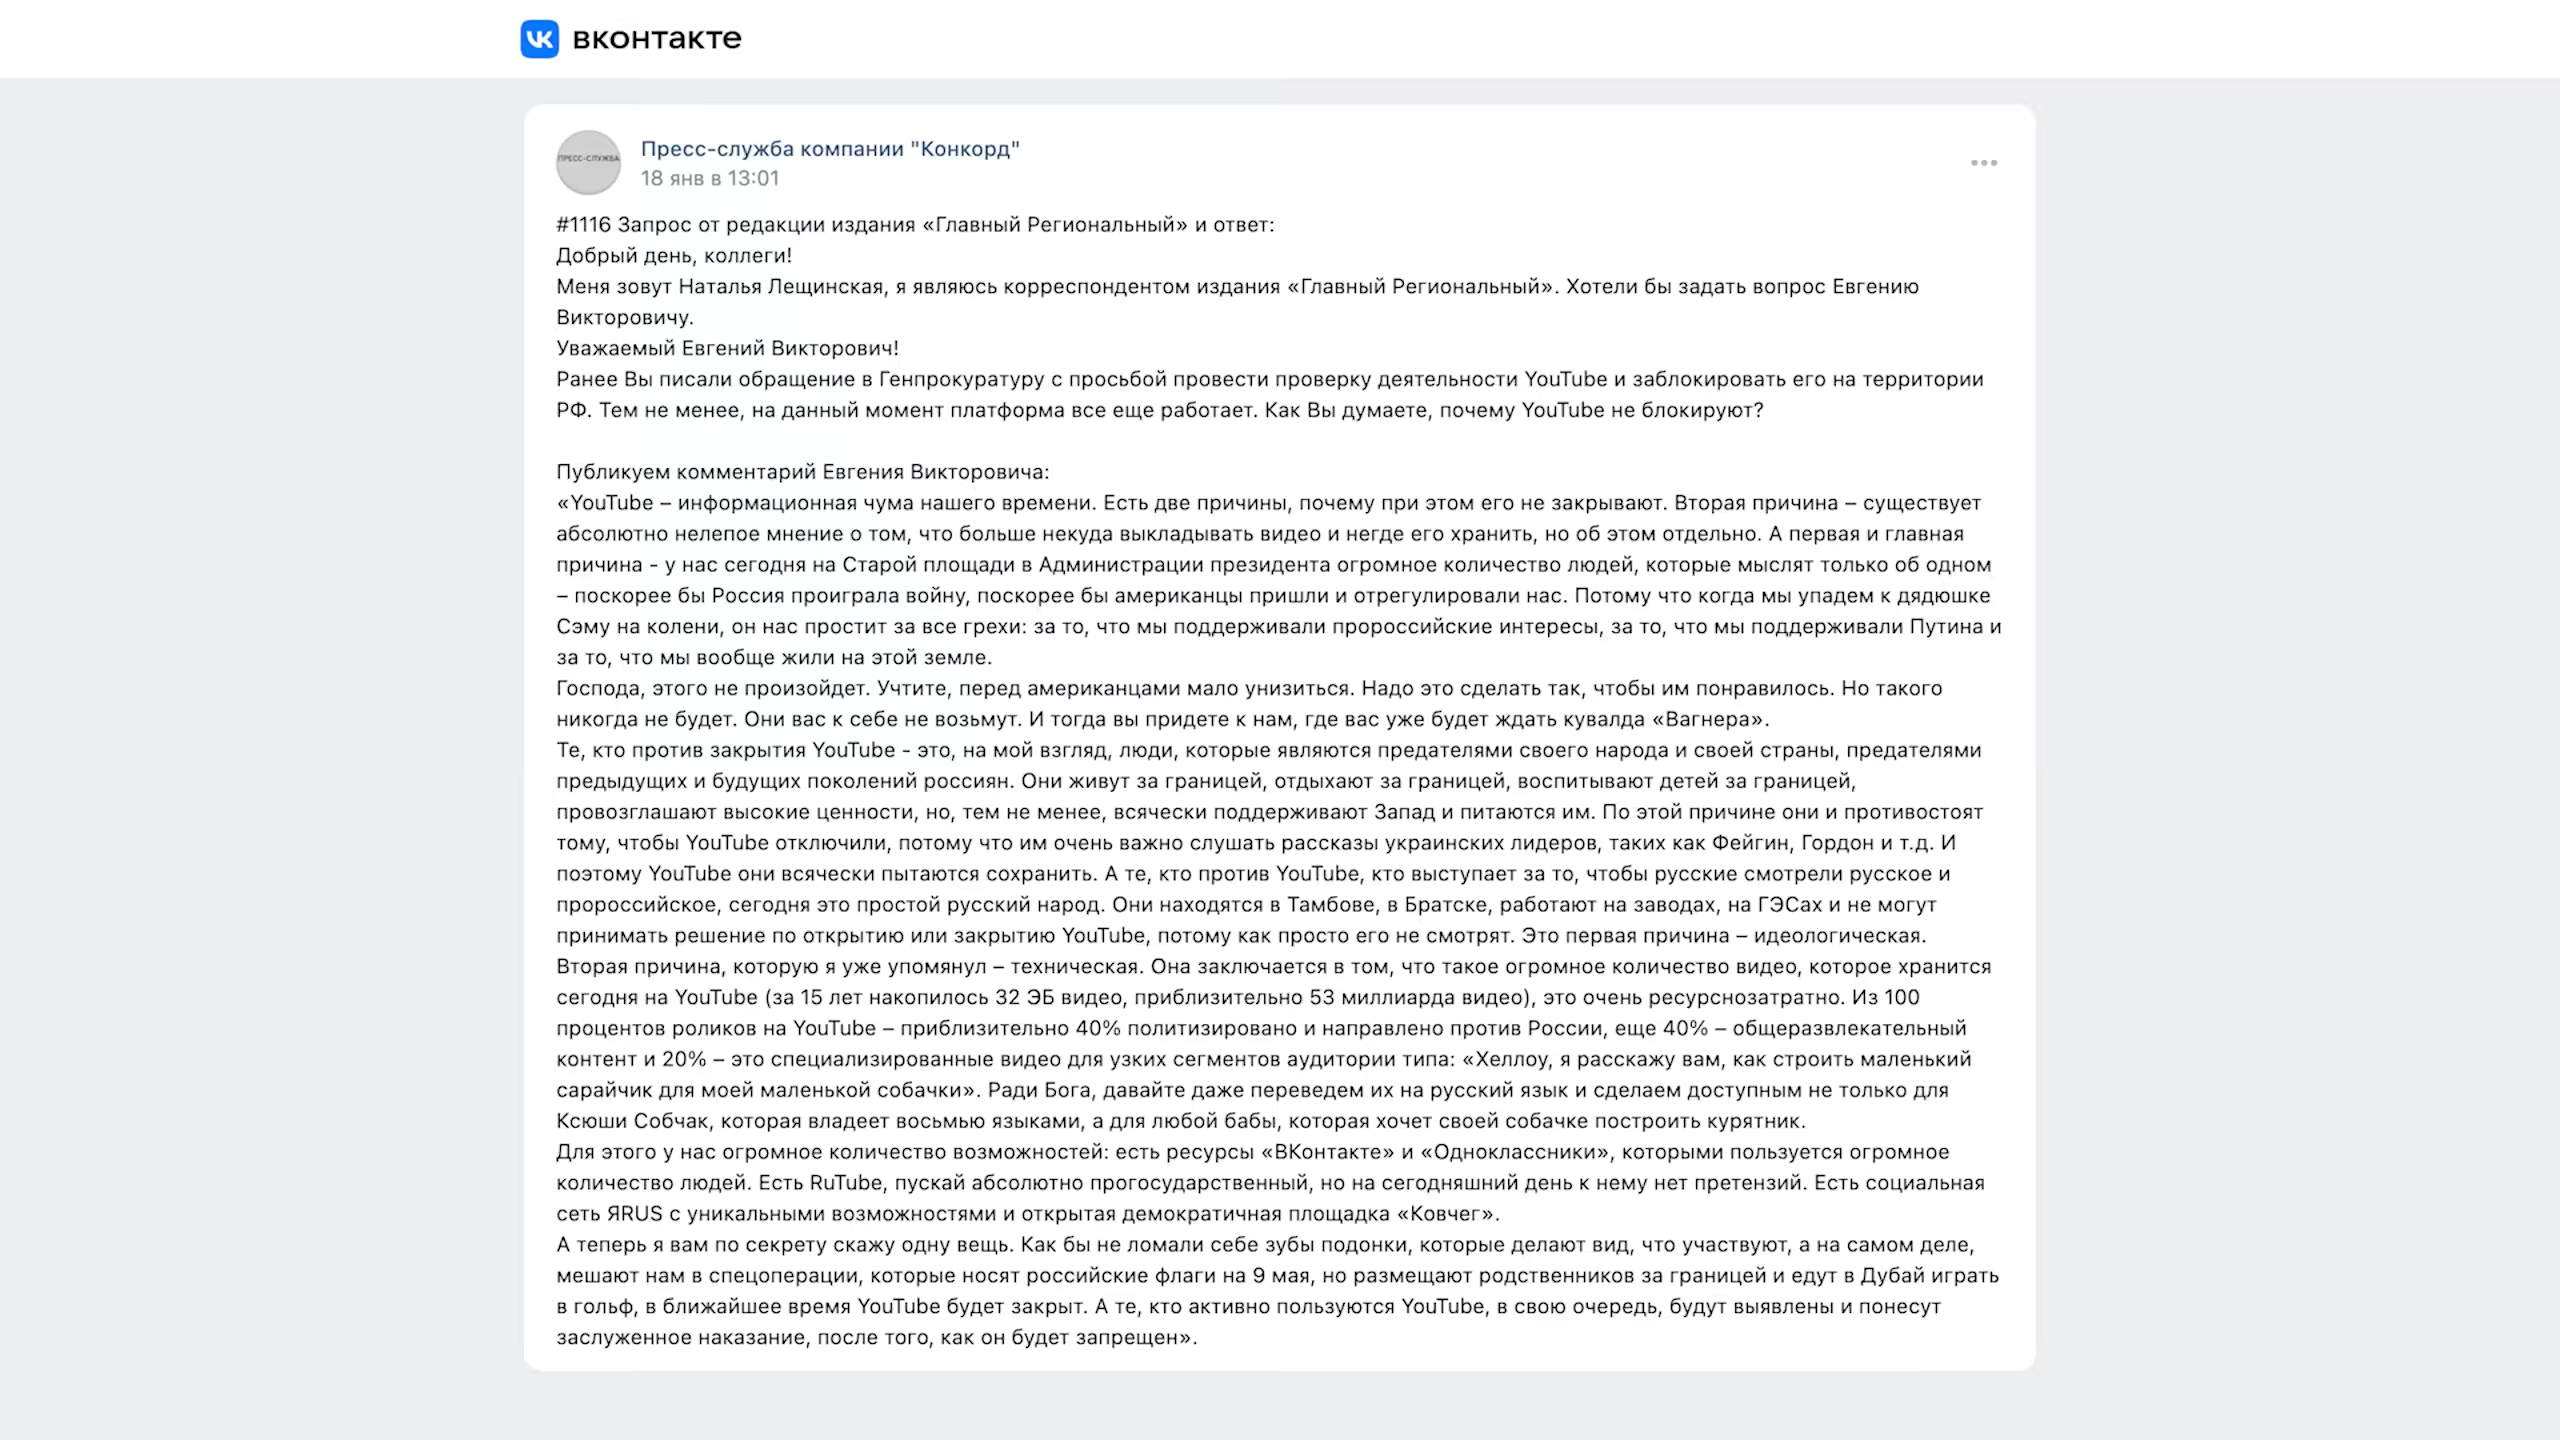 вконтакте
ПРЕСС-СЛУЖБА
Пресс-служба компании "Конкорд"
18 янв в 13:01
#1116 Запрос от редакции издания «Главный Региональный» и ответ:
Добрый день, коллеги!
Меня зовут Наталья Лещинская, я являюсь корреспондентом издания «Главный Региональный». Хотели бы задать вопрос Евгению
Викторовичу.
Уважаемый Евгений Викторович!
Ранее Вы писали обращение в Генпрокуратуру с просьбой провести проверку деятельности YouTube и заблокировать его на территории
РФ. Тем не менее, на данный момент платформа все еще работает. Как Вы думаете, почему YouTube не блокируют?
Публикуем комментарий Евгения Викторовича:
«YouTube – информационная чума нашего времени. Есть две причины, почему при этом его не закрывают. Вторая причина – существует
абсолютно нелепое мнение о том, что больше некуда выкладывать видео и негде его хранить, но об этом отдельно. А первая и главная
причина - у нас сегодня на Старой площади в Администрации президента огромное количество людей, которые мыслят только об одном
– поскорее бы Россия проиграла войну, поскорее бы американцы пришли и отрегулировали нас. Потому что когда мы упадем к дядюшке
Сэму на колени, он нас простит за все грехи: за то, что мы поддерживали пророссийские интересы, за то, что мы поддерживали Путина и
за то, что мы вообще жили на этой земле.
Господа, этого не произойдет. Учтите, перед американцами мало унизиться. Надо это сделать так, чтобы им понравилось. Но такого
никогда не будет. Они вас к себе не возьмут. И тогда вы придете к нам, где вас уже будет ждать кувалда «Вагнера».
Те, кто против закрытия YouTube - это, на мой взгляд, люди, которые являются предателями своего народа и своей страны, предателями
предыдущих и будущих поколений россиян. Они живут за границей, отдыхают за границей, воспитывают детей за границей,
провозглашают высокие ценности, но, тем не менее, всячески поддерживают Запад и питаются им. По этой причине они и противостоят
тому, чтобы YouTube отключили, потому что им очень важно слушать рассказы украинских лидеров, таких как Фейгин, Гордон и т.д. И
поэтому YouTube они всячески пытаются сохранить. А те, кто против YouTube, кто выступает за то, чтобы русские смотрели русское и
пророссийское, сегодня это простой русский народ. Они находятся в Тамбове, в Братске, работают на заводах, на ГЭСах и не могут
принимать решение по открытию или закрытию YouTube, потому как просто его не смотрят. Это первая причина – идеологическая.
Вторая причина, которую я уже упомянул – техническая. Она заключается в том, что такое огромное количество видео, которое хранится
сегодня на YouTube (за 15 лет накопилось 32 ЭБ видео, приблизительно 53 миллиарда видео), это очень ресурснозатратно. Из 100
процентов роликов на YouTube – приблизительно 40% политизировано и направлено против России, еще 40% – общеразвлекательный
контент и 20% – это специализированные видео для узких сегментов аудитории типа: «Хеллоу, я расскажу вам, как строить маленький
сарайчик для моей маленькой собачки». Ради Бога, давайте даже переведем их на русский язык и сделаем доступным не только для
Ксюши Собчак, которая владеет восьмью языками, а для любой бабы, которая хочет своей собачке построить курятник.
Для этого у нас огромное количество возможностей: есть ресурсы «ВКонтакте» и «Одноклассники», которыми пользуется огромное
количество людей. Есть RuTube, пускай абсолютно прогосударственный, но на сегодняшний день к нему нет претензий. Есть социальная
сеть ЯRUS с уникальными возможностями и открытая демократичная площадка «Ковчег».
А теперь я вам по секрету скажу одну вещь. Как бы не ломали себе зубы подонки, которые делают вид, что участвуют, а на самом деле,
мешают нам в спецоперации, которые носят российские флаги на 9 мая, но размещают родственников за границей и едут в Дубай играть
в гольф, в ближайшее время YouTube будет закрыт. А те, кто активно пользуются YouTube, в свою очередь, будут выявлены и понесут
заслуженное наказание, после того, как он будет запрещен».